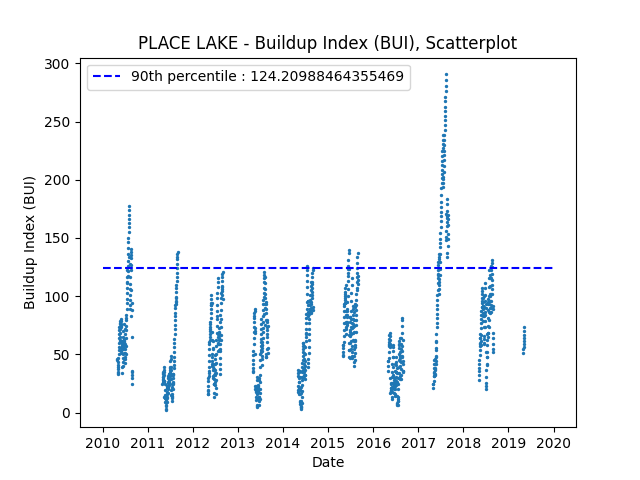 PLACE LAKE - Buildup Index (BUI), Scatterplot
90th percentile : 124.20988464355469
300
250
200
150
100
50
0
Buildup Index (BUI)
2010 2011 2012 2013 2014 2015 2016 2017 2018 2019 2020
Date